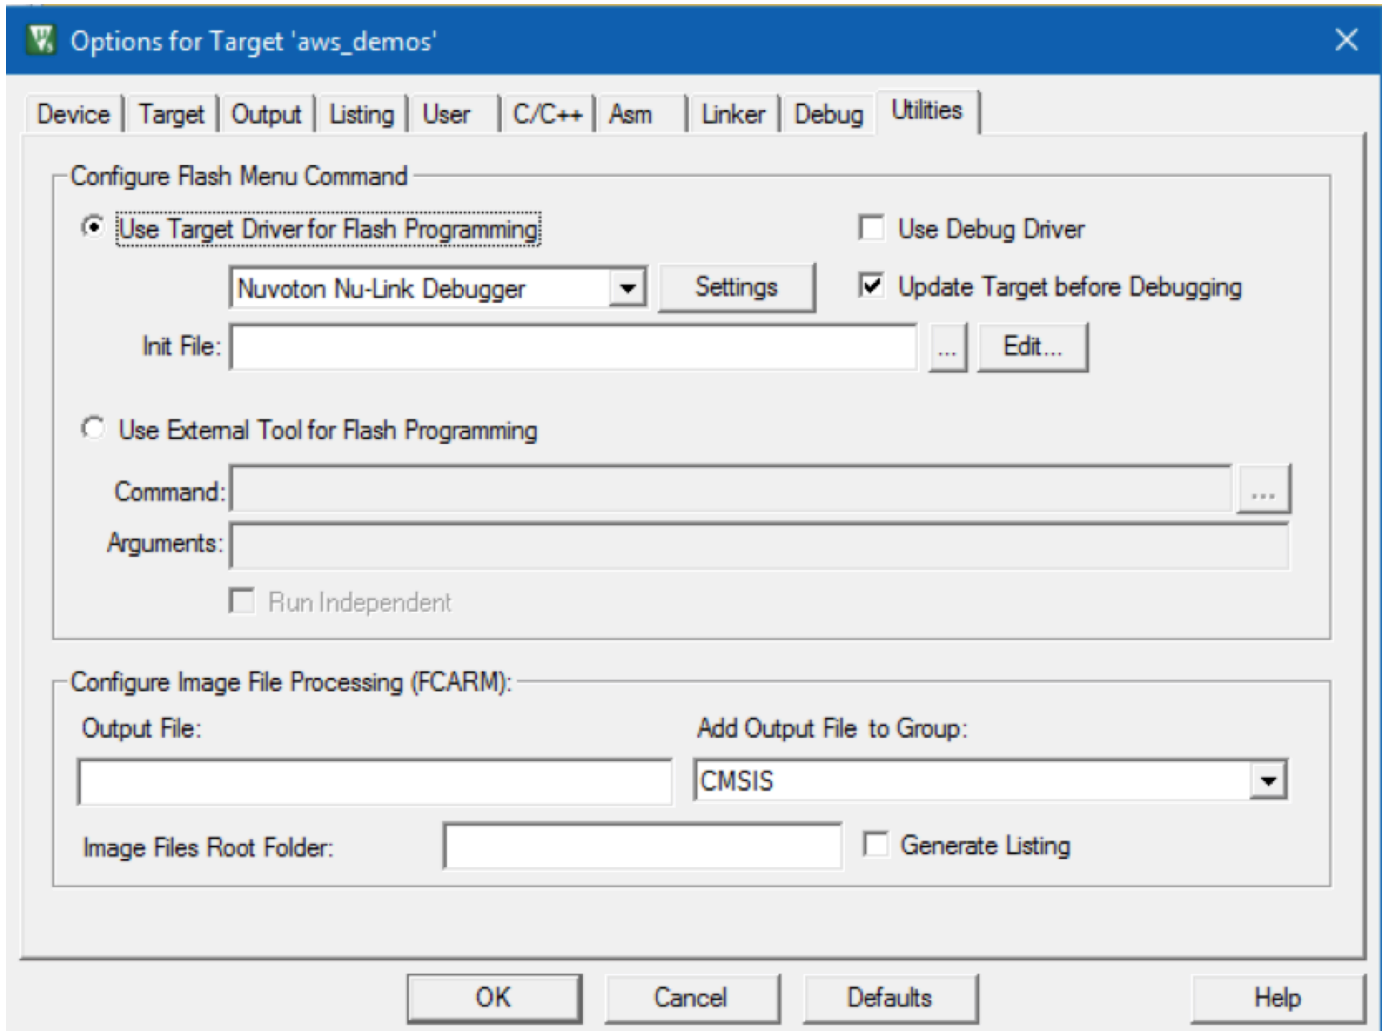 Options for Target 'aws_demos'
Device Target Output Listing User C/C++ Asm Linker Debug Utilities
Configure Flash Menu Command
Use Target Driver for Flash Programming Use Debug Driver
Nuvoton Nu-Link Debugger Settings Update Target before Debugging
Init File: ... Edit...
Use External Tool for Flash Programming
Command: ...
Arguments:
Run Independent
Configure Image File Processing (FCARM):
Output File: Add Output File to Group:
CMSIS
Image Files Root Folder: Generate Listing
OK Cancel Defaults Help